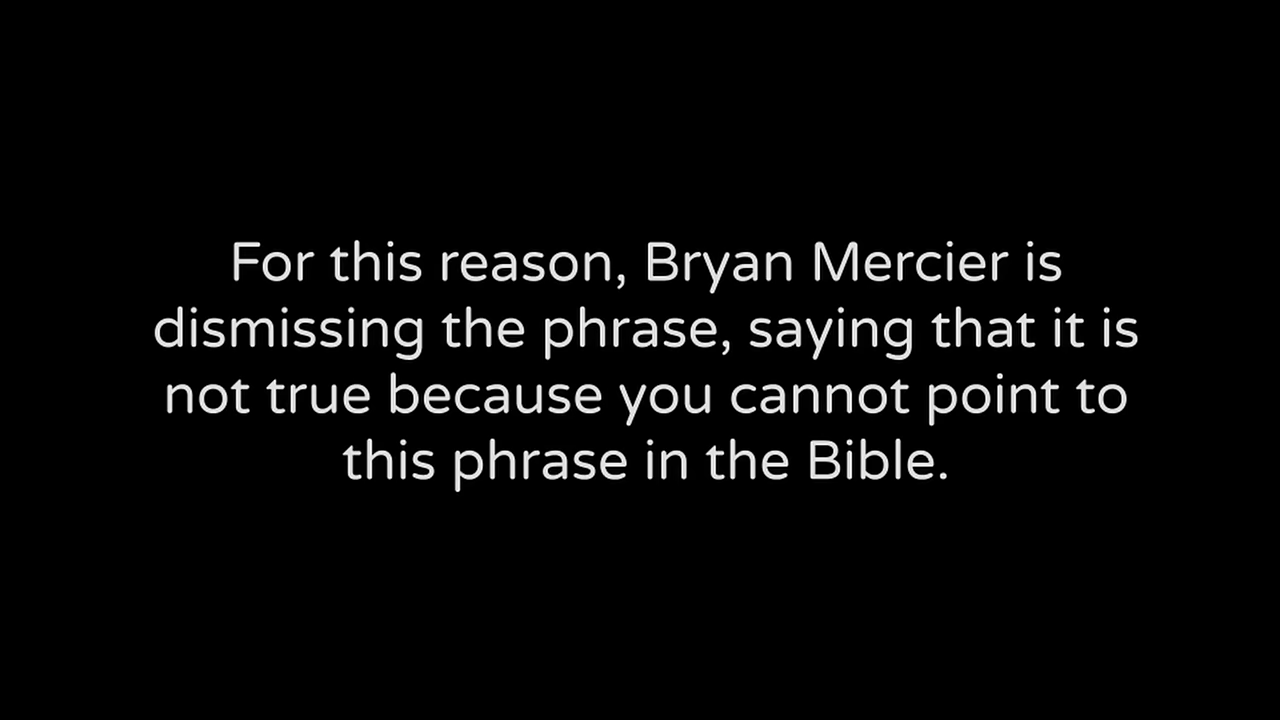 For this reason, Bryan Mercier is
dismissing the phrase, saying that it is
not true because you cannot point to
this phrase in the Bible.